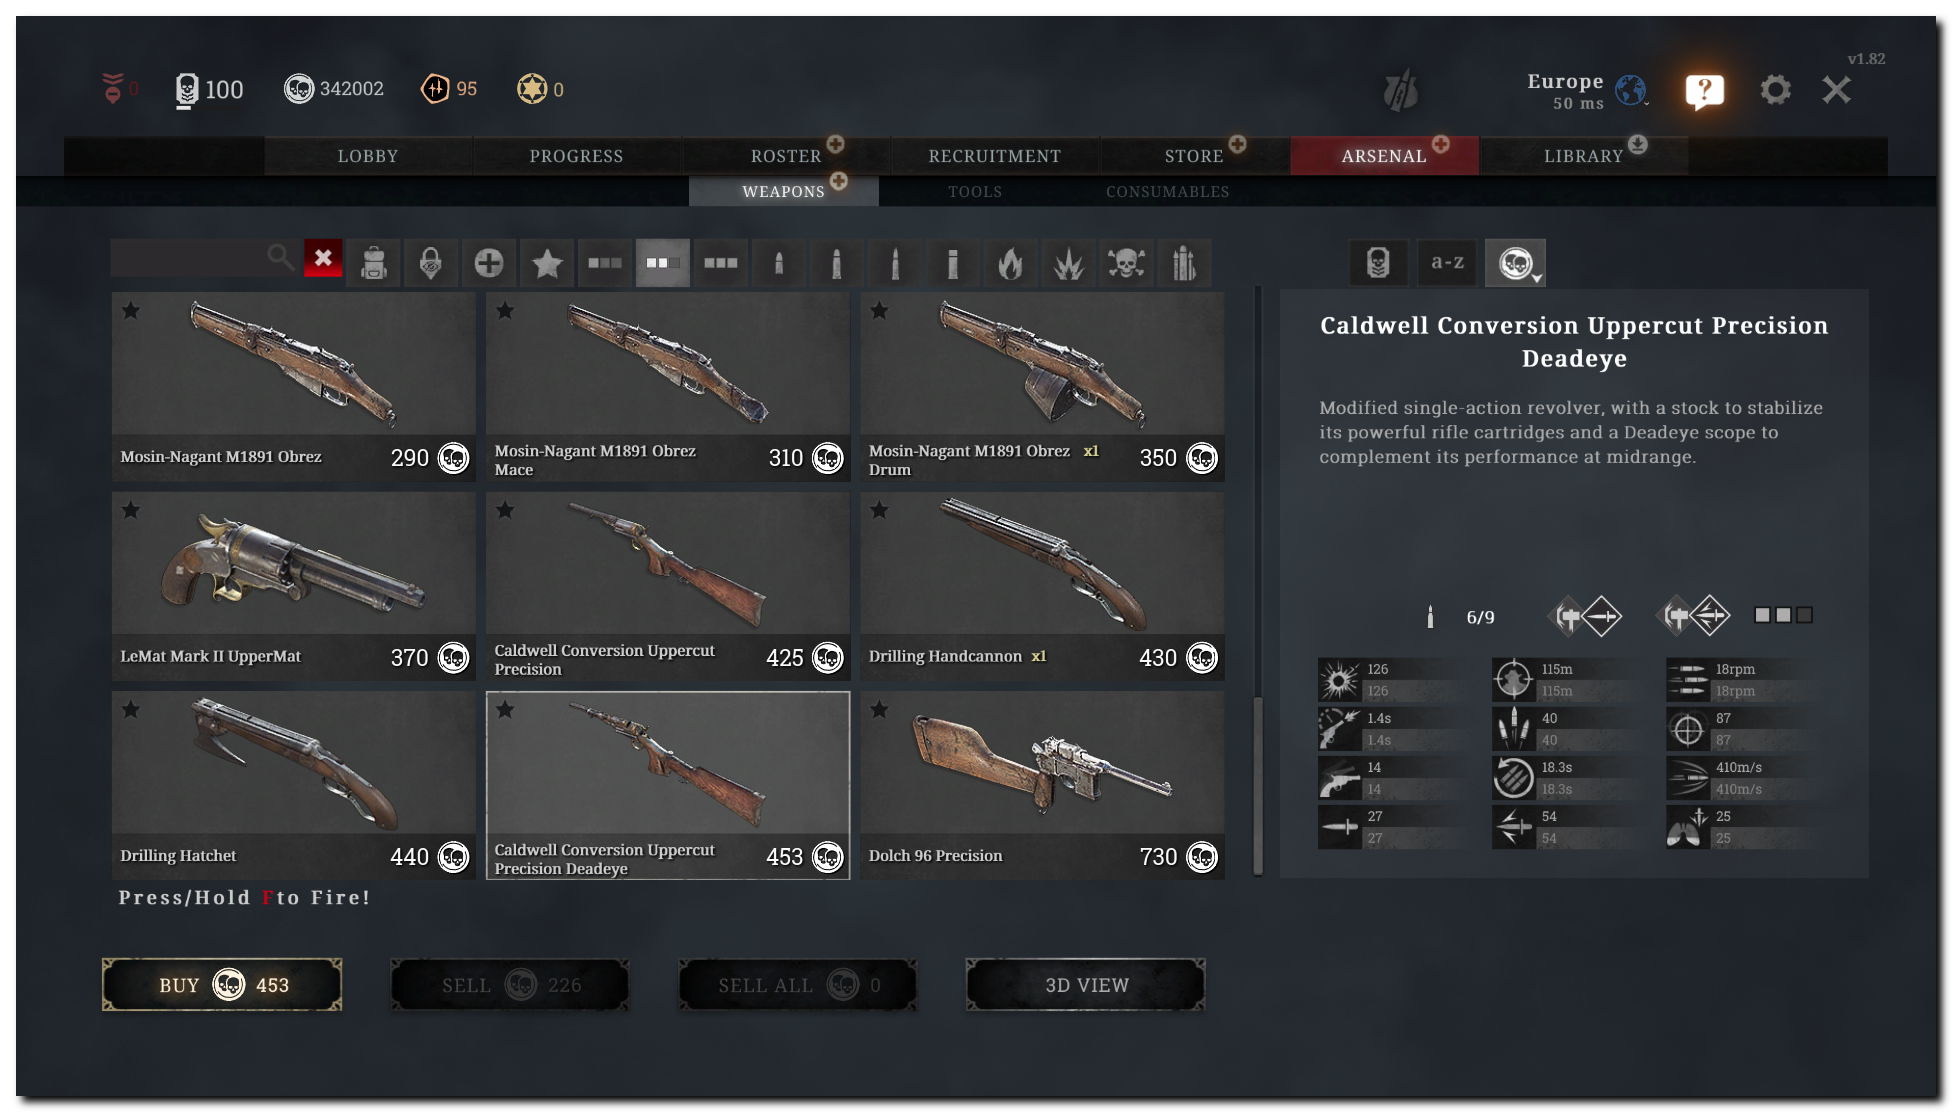 v1.82
0
100
342002
95
0
Europe
50 ms
?
LOBBY
PROGRESS
ROSTER
RECRUITMENT
STORE
ARSENAL
LIBRARY
WEAPONS
TOOLS
CONSUMABLES
a-z
Mosin-Nagant M1891 Obrez
290
Mosin-Nagant M1891 Obrez
Mace
310
Mosin-Nagant M1891 Obrez x1
Drum
350
LeMat Mark II UpperMat
370
Caldwell Conversion Uppercut
Precision
425
Drilling Handcannon x1
430
Drilling Hatchet
440
Caldwell Conversion Uppercut
Precision Deadeye
453
Dolch 96 Precision
730
Press/Hold F to Fire!
BUY 453
SELL 226
SELL ALL 0
3D VIEW
Caldwell Conversion Uppercut Precision
Deadeye
Modified single-action revolver, with a stock to stabilize
its powerful rifle cartridges and a Deadeye scope to
complement its performance at midrange.
6/9
126
126
115m
115m
18rpm
18rpm
1.4s
1.4s
40
40
87
87
14
14
18.3s
18.3s
410m/s
410m/s
27
27
54
54
25
25